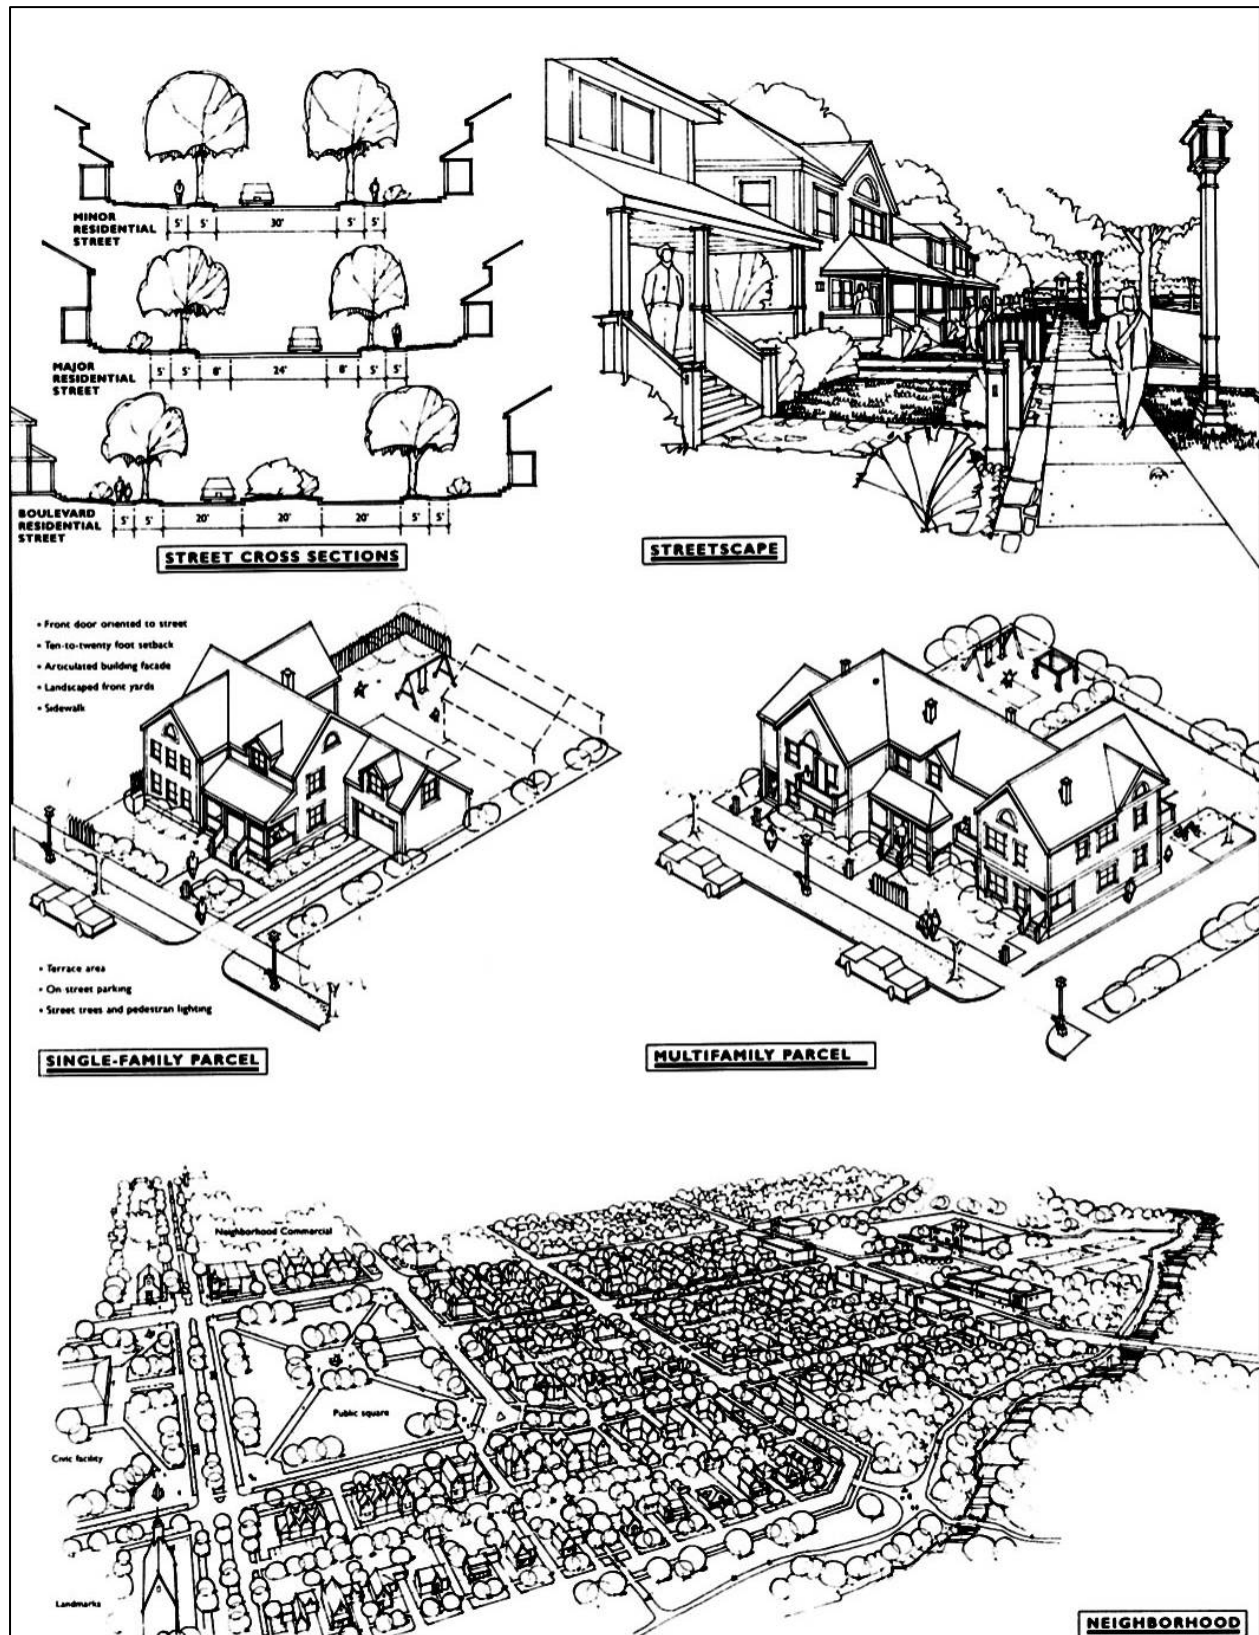 MINOR
RESIDENTIAL
STREET
5' 5' 30' 5' 5'
MAJOR
RESIDENTIAL
STREET
5' 5' 8' 24' 8' 5' 5'
BOULEVARD
RESIDENTIAL
STREET
5' 5' 20' 20' 20' 5' 5'
STREET CROSS SECTIONS
STREETSCAPE
• Front door oriented to street
• Ten-to-twenty foot setback
• Articulated building facade
• Landscaped front yards
• Sidewalk
• Terrace area
• On street parking
• Street trees and pedestran lighting
SINGLE-FAMILY PARCEL
MULTIFAMILY PARCEL
Neighborhood Commercial
Public square
Civic facility
Landmarks
NEIGHBORHOOD